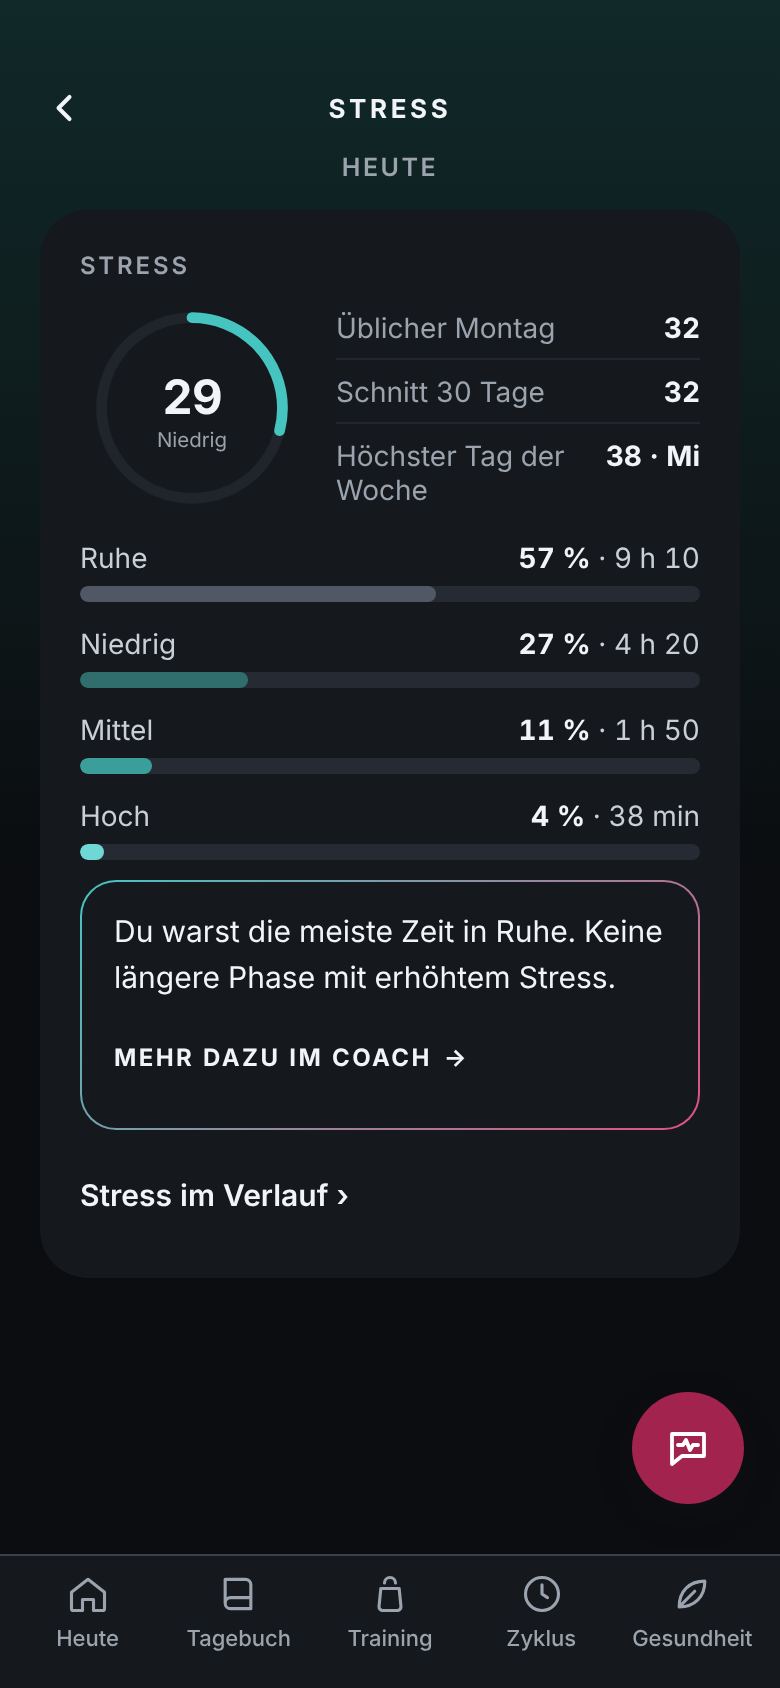 STRESS
HEUTE
STRESS
29
Niedrig
Üblicher Montag 32
Schnitt 30 Tage 32
Höchster Tag der Woche 38 · Mi
Ruhe 57 % · 9 h 10
Niedrig 27 % · 4 h 20
Mittel 11 % · 1 h 50
Hoch 4 % · 38 min
Du warst die meiste Zeit in Ruhe. Keine
längere Phase mit erhöhtem Stress.
MEHR DAZU IM COACH →
Stress im Verlauf ›
Heute Tagebuch Training Zyklus Gesundheit